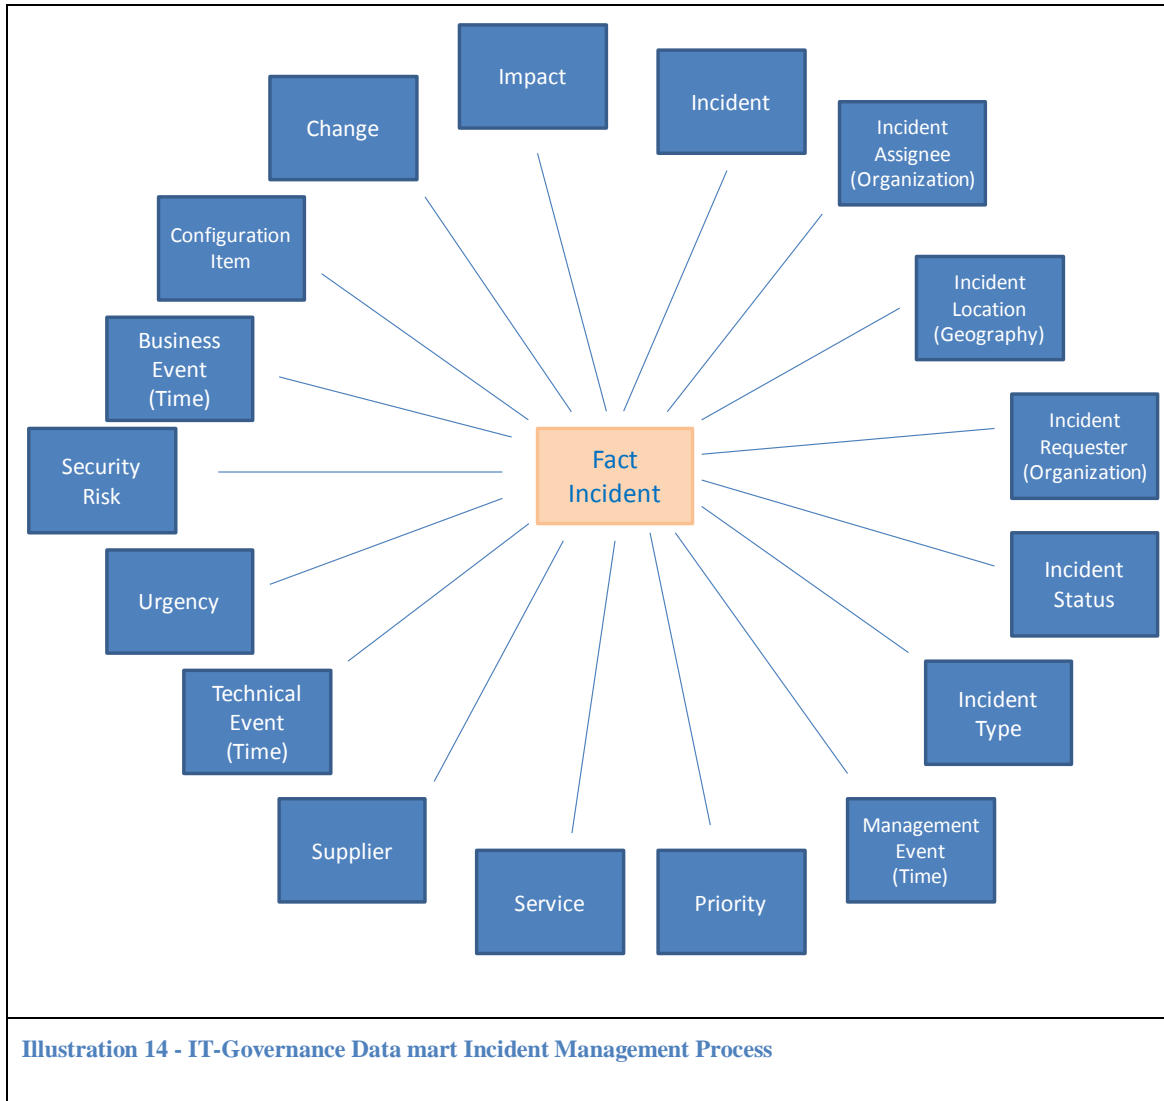 Impact
Incident
Change
Incident
Assignee
(Organization)
Configuration
Item
Incident
Location
(Geography)
Business
Event
(Time)
Incident
Requester
(Organization)
Security
Risk
Fact
Incident
Incident
Status
Urgency
Incident
Type
Technical
Event
(Time)
Management
Event
(Time)
Supplier
Service
Priority
Illustration 14 - IT-Governance Data mart Incident Management Process